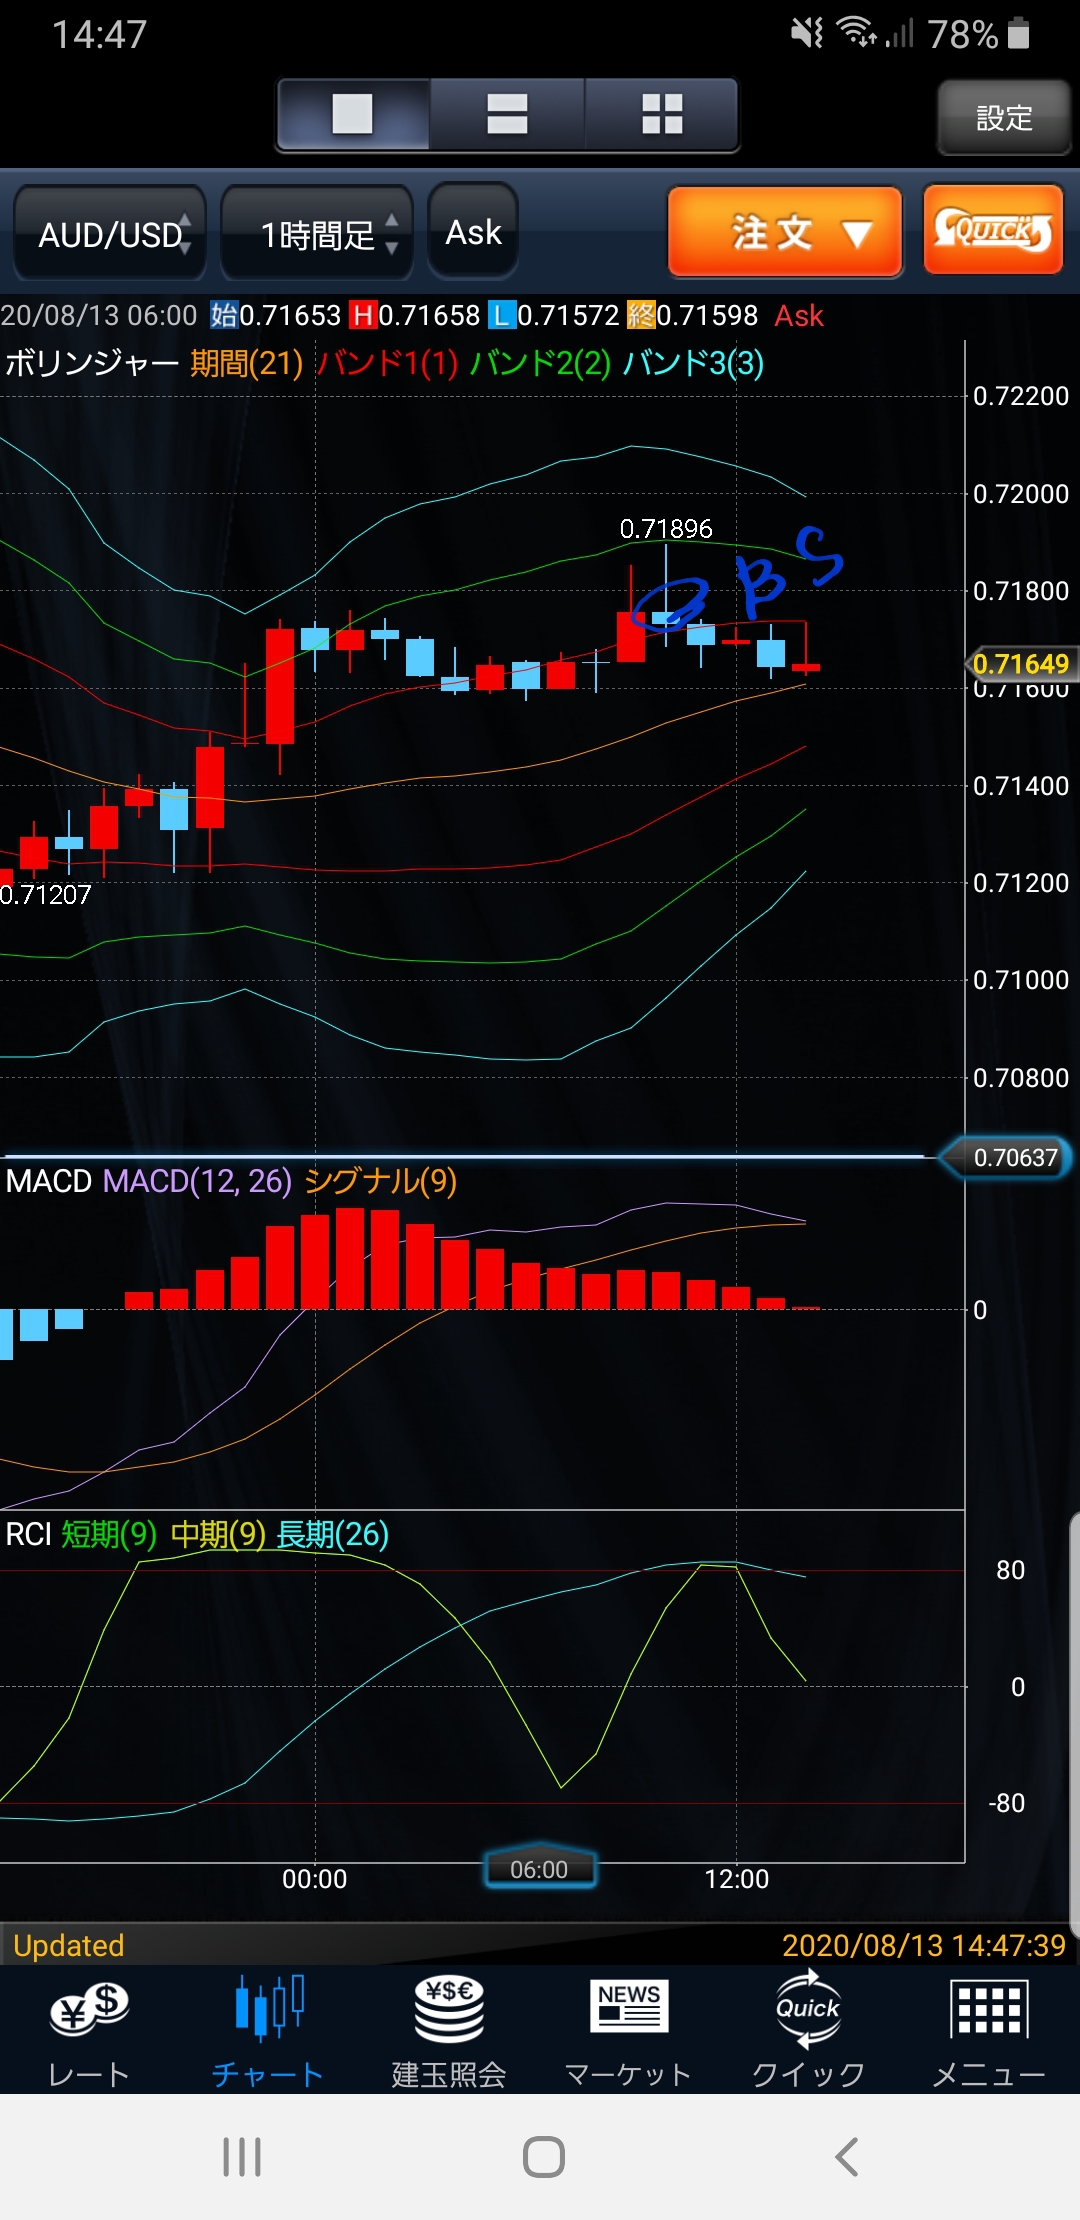 14:47 78%
設定
AUD/USD 1時間足 Ask 注文 ▼ QUICK
20/08/13 06:00 始0.71653 H0.71658 L0.71572 終0.71598 Ask
ボリンジャー 期間(21) バンド1(1) バンド2(2) バンド3(3)
0.72200
0.72000
0.71896
B S
0.71800
0.71649
0.71600
0.71400
0.71200
0.71207
0.71000
0.70800
0.70637
MACD MACD(12, 26) シグナル(9)
0
RCI 短期(9) 中期(9) 長期(26)
80
0
-80
00:00 06:00 12:00
Updated 2020/08/13 14:47:39
¥$ ¥$€ NEWS Quick
レート チャート 建玉照会 マーケット クイック メニュー